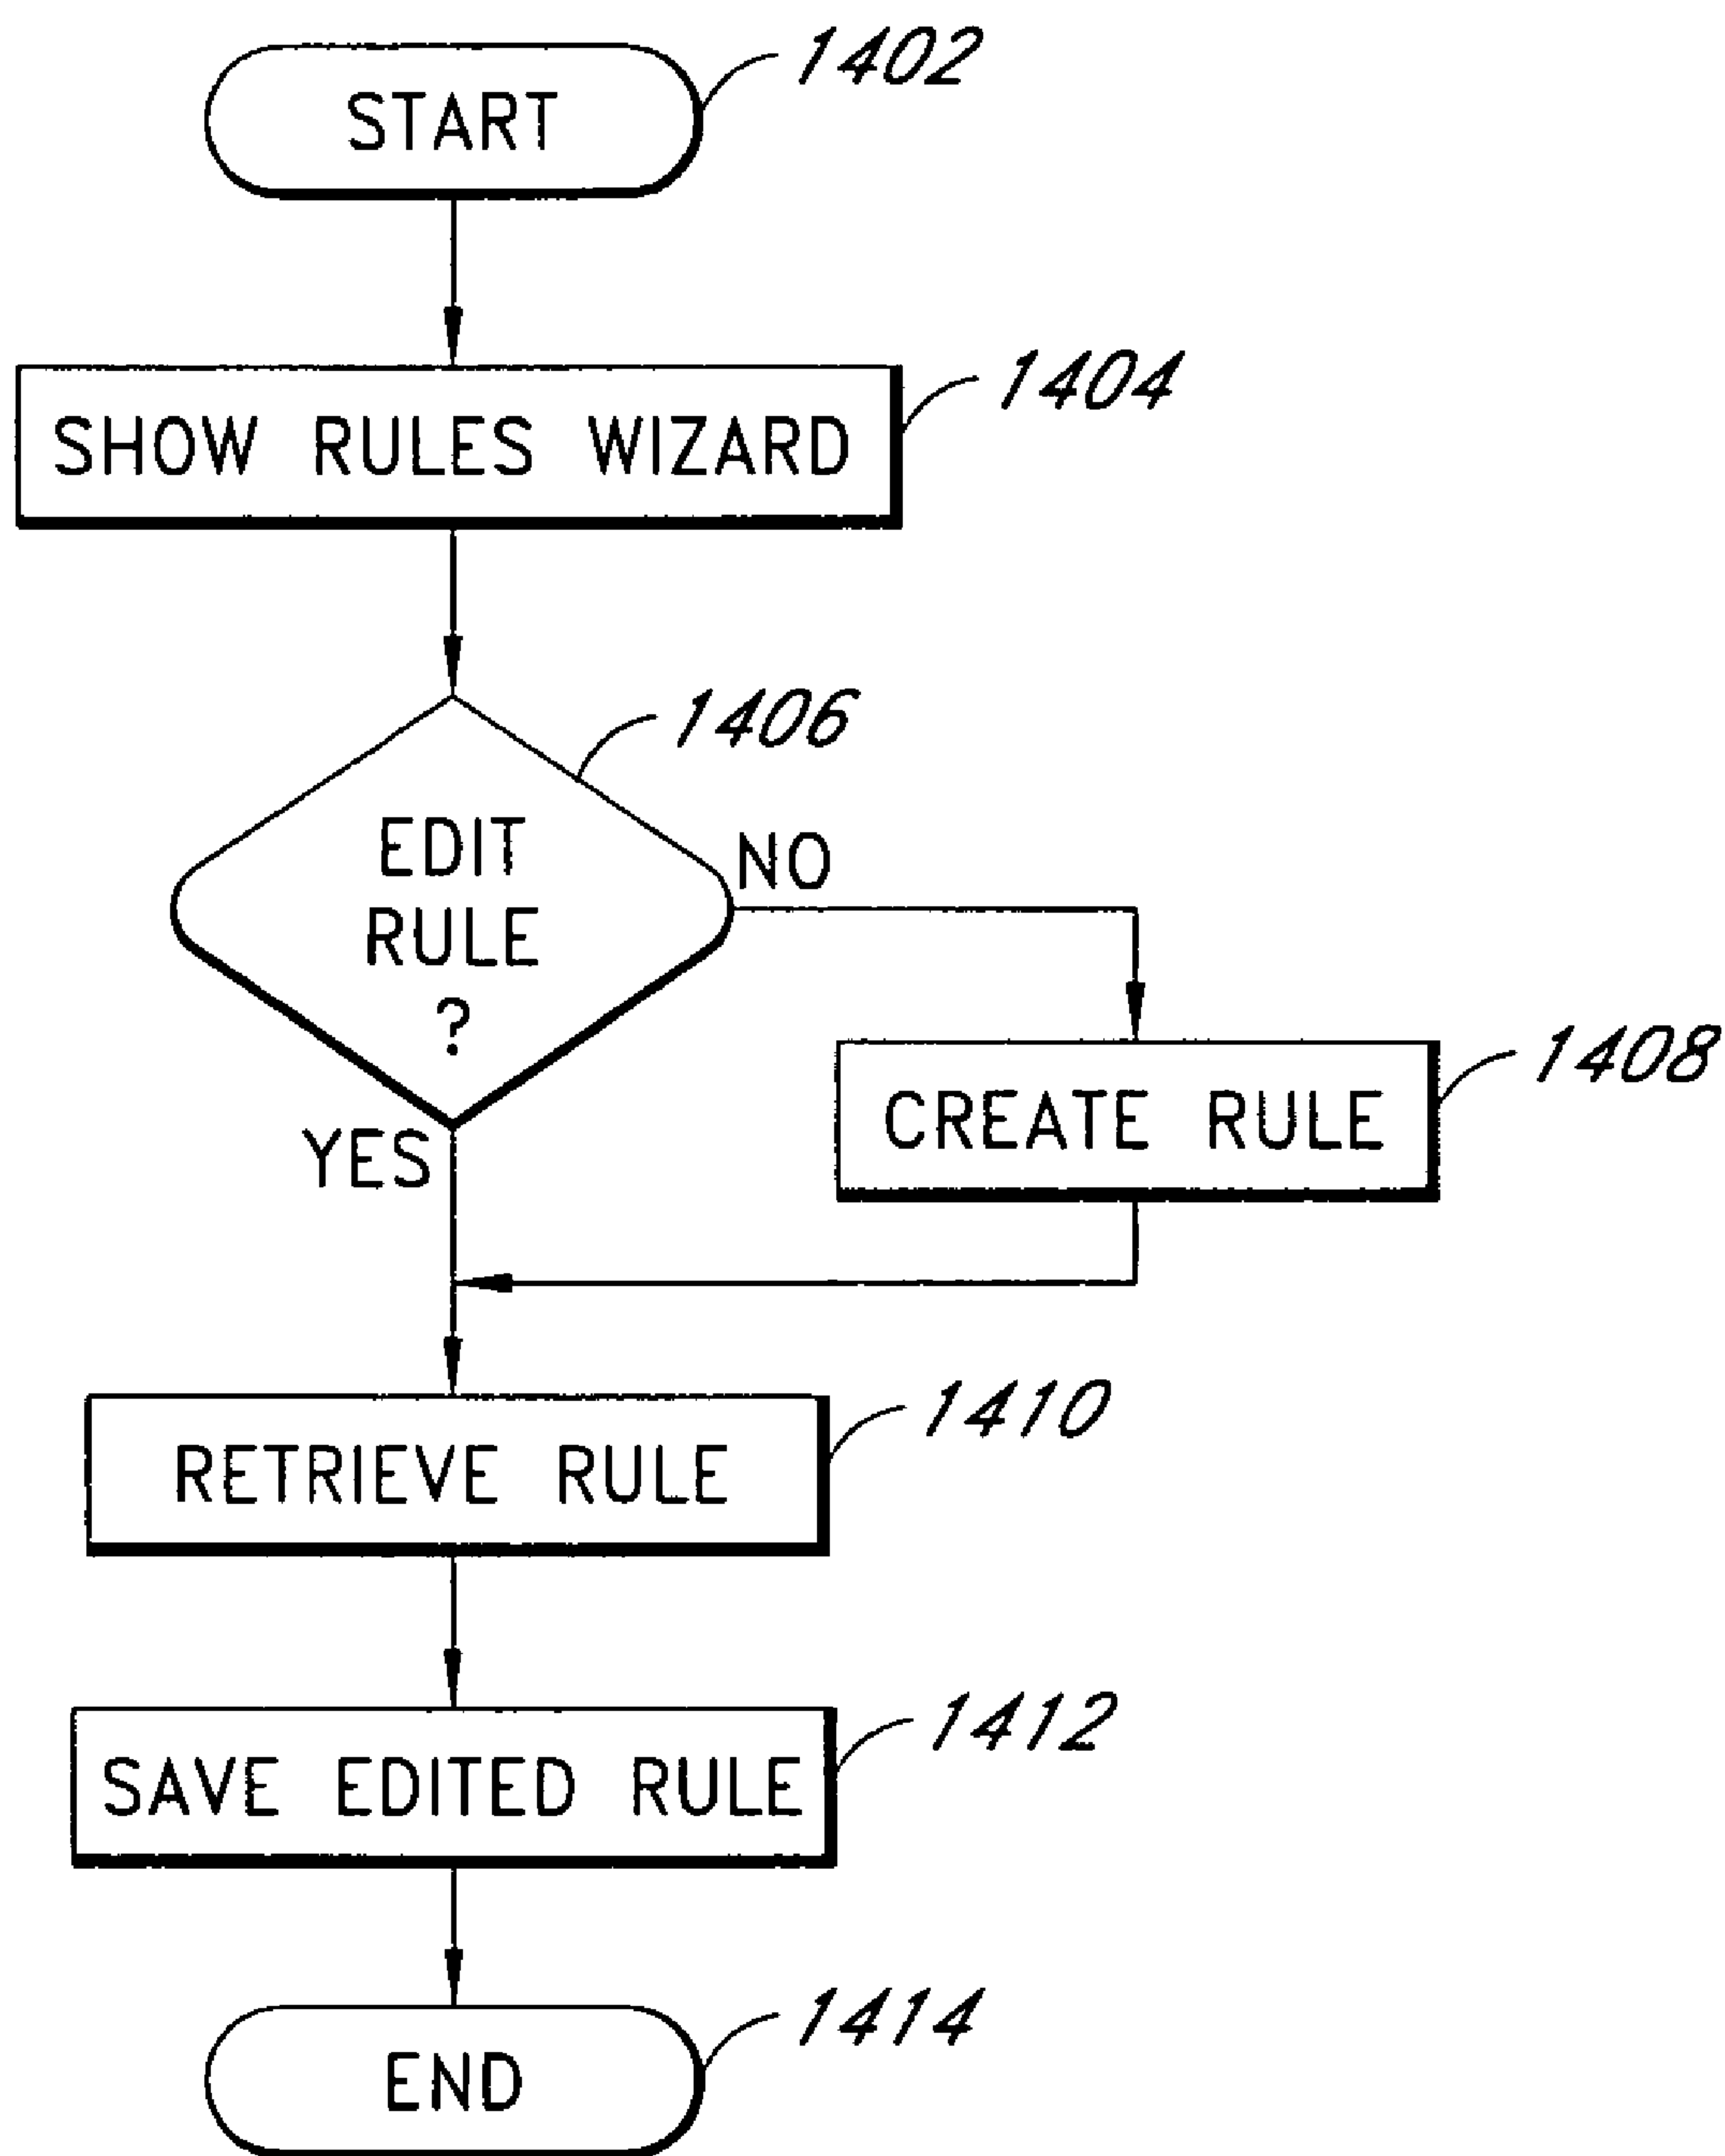 START
1402
SHOW RULES WIZARD
1404
1406
EDIT
RULE
?
NO
YES
CREATE RULE
1408
RETRIEVE RULE
1410
SAVE EDITED RULE
1412
END
1414